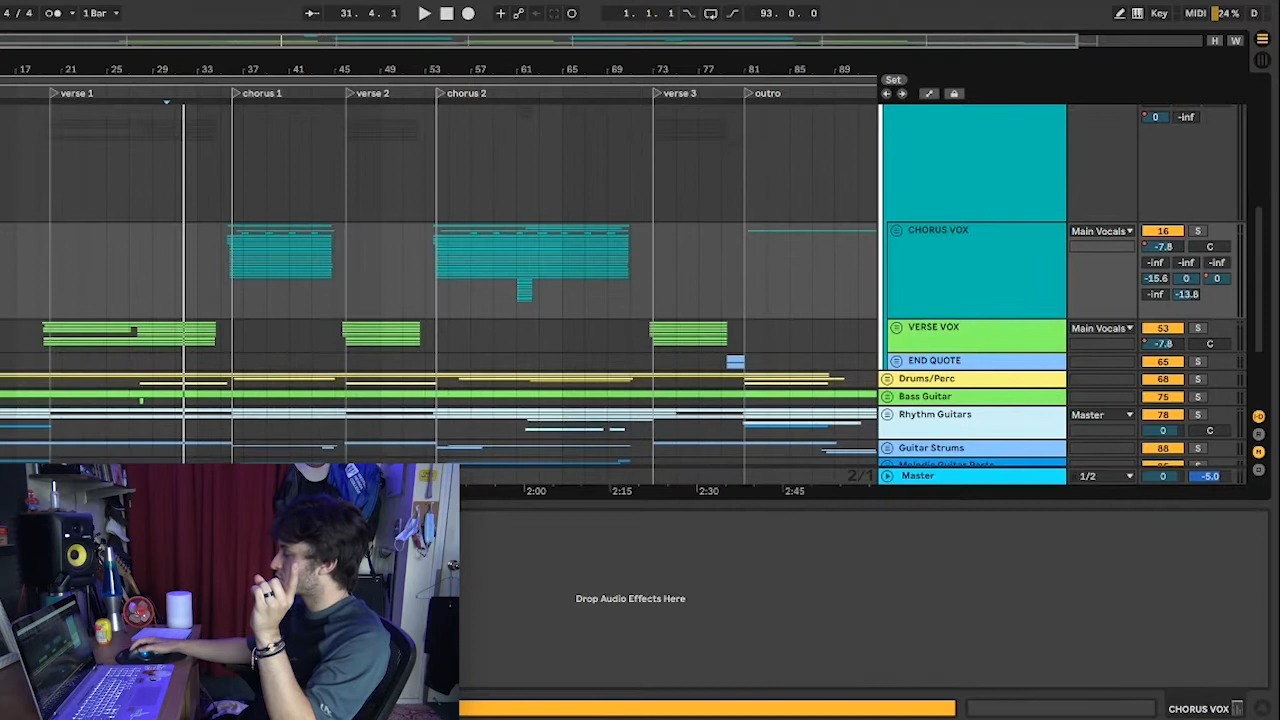 4 / 4 1 Bar 31. 4. 1 1. 1. 1 93. 0. 0 Key MIDI 24 % D
H W
17 21 25 29 33 37 41 45 49 53 57 61 65 69 73 77 81 85 89
Set
verse 1 chorus 1 verse 2 chorus 2 verse 3 outro
0 -inf
CHORUS VOX Main Vocals 16 S
-7.8 C
-inf -inf -inf
-15.6 0 0
-inf -13.6
VERSE VOX Main Vocals 53 S
-7.8 C
END QUOTE 65 S
Drums/Perc 68 S
Bass Guitar 75 S
Rhythm Guitars Master 78 S
0 C
Guitar Strums 88 S
Melodic Guitar Parts
Master 1/2 0 -5.0
2/1
2:00 2:15 2:30 2:45
Drop Audio Effects Here
CHORUS VOX